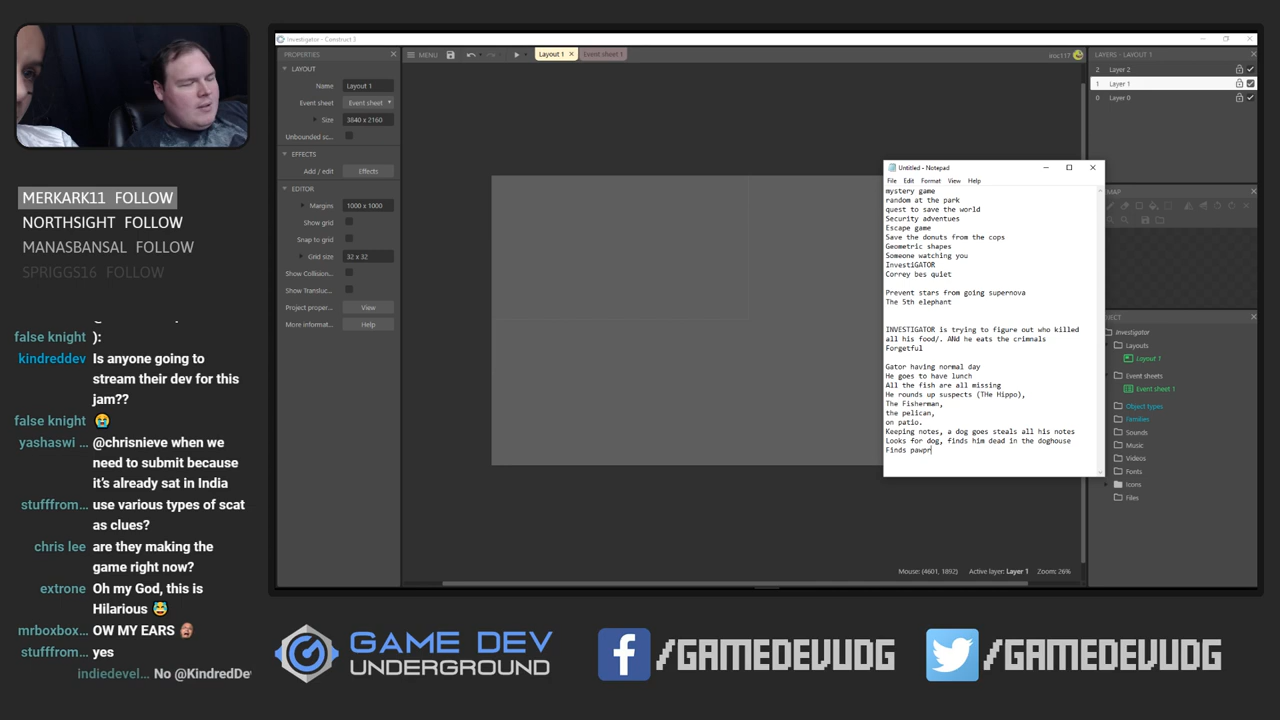 MERKARK11 FOLLOW
NORTHSIGHT FOLLOW
MANASBANSAL FOLLOW
SPRIGGS16 FOLLOW
false knight ):
kindreddev Is anyone going to
stream their dev for this
jam??
false knight
yashaswi ... @chrisnieve when we
need to submit because
it's already sat in India
stufffrom... use various types of scat
as clues?
chris lee are they making the
game right now?
extrone Oh my God, this is
Hilarious
mrboxbox... OW MY EARS
stufffrom... yes
indiedevel... No @KindredDev
Investigator - Construct 3
PROPERTIES
LAYOUT
Name Layout 1
Event sheet Event sheet
Size 3840 x 2160
Unbounded sc...
EFFECTS
Add / edit Effects
EDITOR
Margins 1000 x 1000
Show grid
Snap to grid
Grid size 32 x 32
Show Collision...
Show Transluc...
Project proper... View
More informat... Help
MENU
Layout 1
Event sheet 1
roc117
Untitled - Notepad
File Edit Format View Help
mystery game
random at the park
quest to save the world
Security adventues
Escape game
Save the donuts from the cops
Geometric shapes
Someone watching you
InvestiGATOR
Correy bes quiet
Prevent stars from going supernova
The 5th elephant
INVESTIGATOR is trying to figure out who killed
all his food/. ANd he eats the crimnals
Forgetful
Gator having normal day
He goes to have lunch
All the fish are all missing
He rounds up suspects (THe Hippo),
The Fisherman,
the pelican,
on patio.
Keeping notes, a dog goes steals all his notes
Looks for dog, finds him dead in the doghouse
Finds pawpr
Mouse: (4601, 1892) Active layer: Layer 1 Zoom: 26%
LAYERS - LAYOUT 1
2 Layer 2
1 Layer 1
0 Layer 0
MAP
Investigator
Layouts
Layout 1
Event sheets
Event sheet 1
Object types
Families
Sounds
Music
Videos
Fonts
Icons
Files
GAME DEV
UNDERGROUND
/GAMEDEVUDG
/GAMEDEVUDG